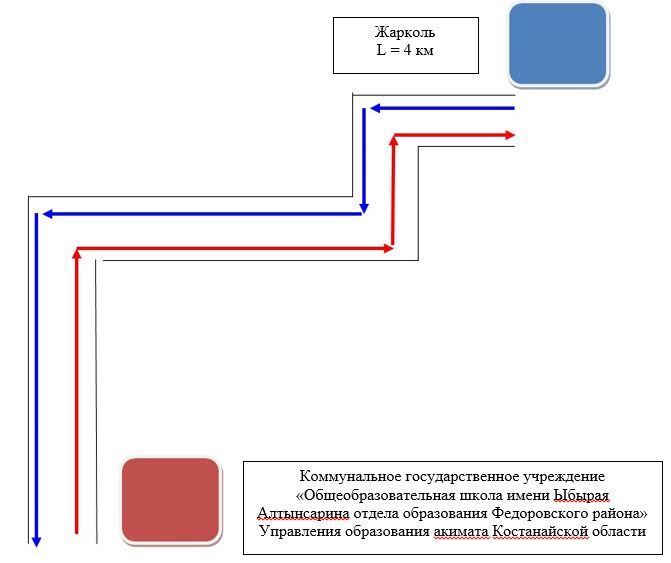 Жарколь
L = 4 км
Коммунальное государственное учреждение
«Общеобразовательная школа имени Ыбырая
Алтынсарина отдела образования Федоровского района»
Управления образования акимата Костанайской области